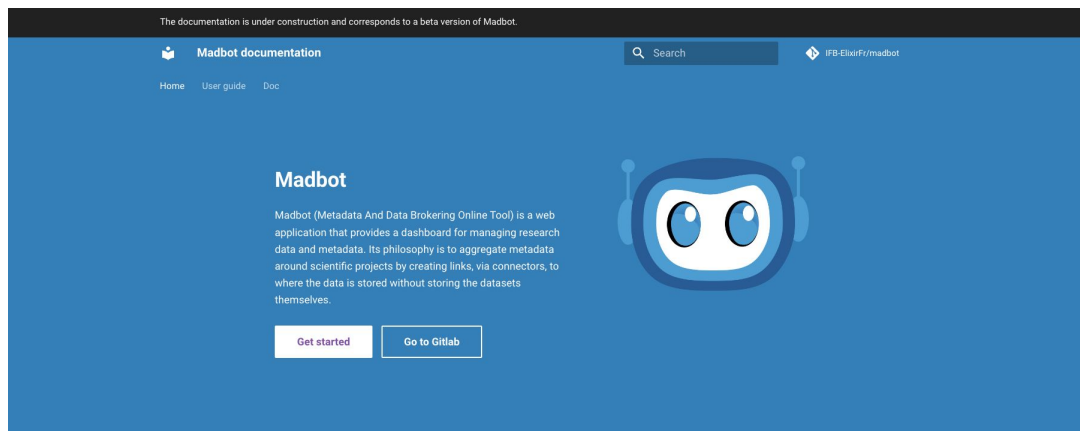 The documentation is under construction and corresponds to a beta version of Madbot.
Madbot documentation
Search
IFB-ElixirFr/madbot
Home User guide Doc
Madbot
Madbot (Metadata And Data Brokering Online Tool) is a web
application that provides a dashboard for managing research
data and metadata. Its philosophy is to aggregate metadata
around scientific projects by creating links, via connectors, to
where the data is stored without storing the datasets
themselves.
Get started
Go to Gitlab